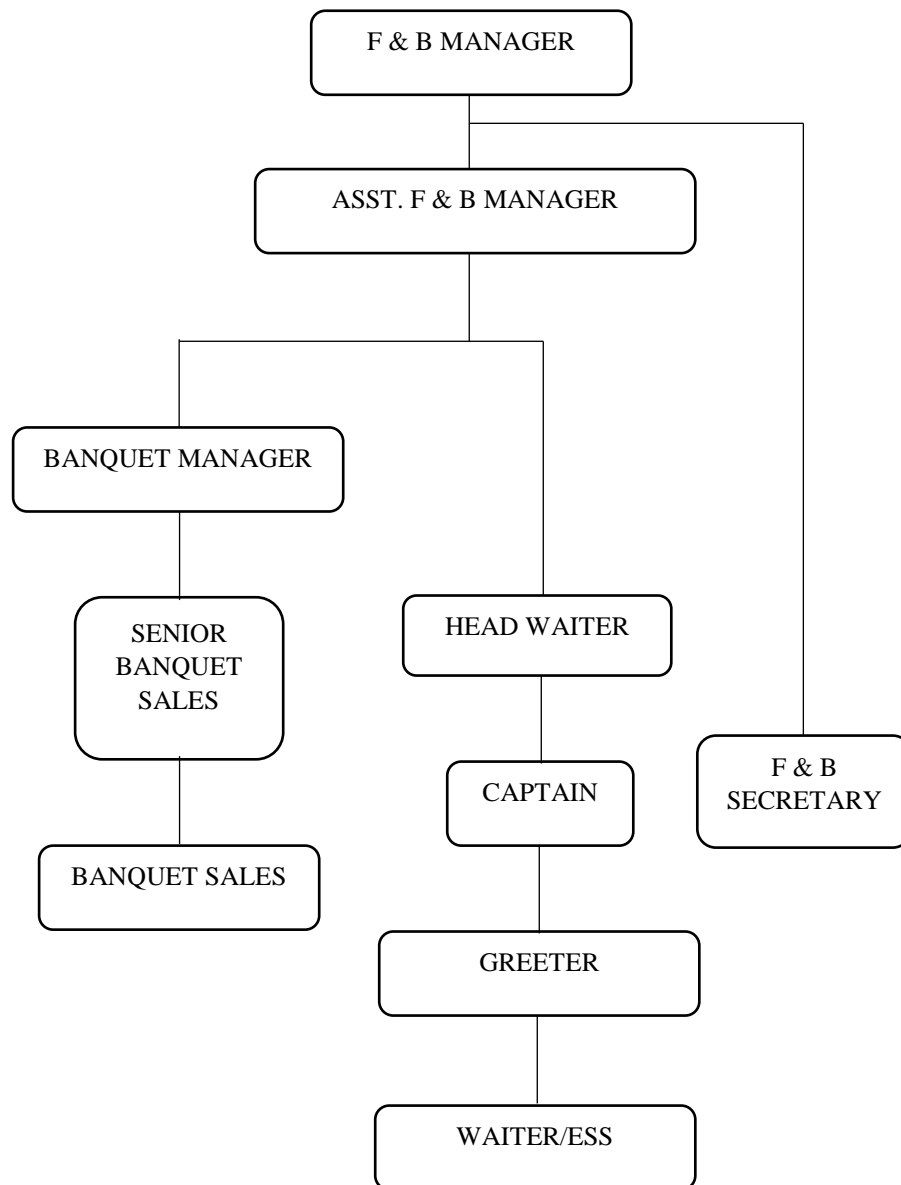 F & B MANAGER
ASST. F & B MANAGER
BANQUET MANAGER
SENIOR
BANQUET
SALES
HEAD WAITER
F & B
SECRETARY
CAPTAIN
BANQUET SALES
GREETER
WAITER/ESS